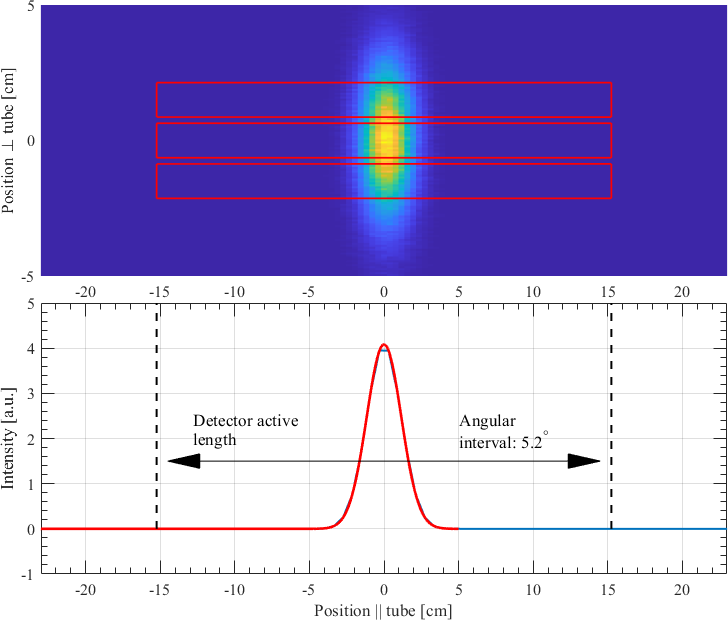 5
0
-5
Position ⊥ tube [cm]
-20 -15 -10 -5 0 5 10 15 20
5
4
3
2
1
0
-1
Intensity [a.u.]
Detector active
length
Angular
interval: 5.2°
-20 -15 -10 -5 0 5 10 15 20
Position || tube [cm]